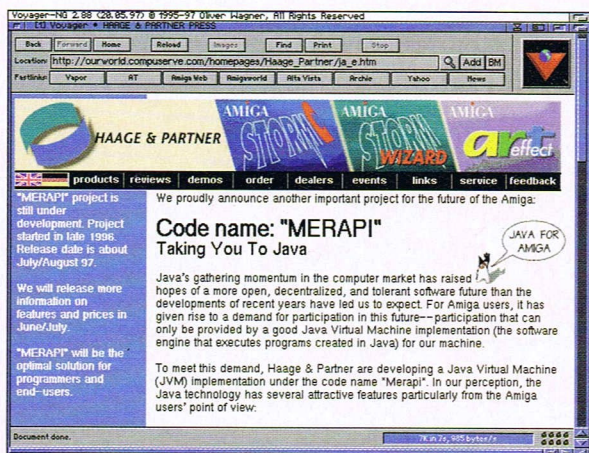 Voyager-NG 2.88 (20.05.97) © 1995-97 Oliver Wagner, All Rights Reserved
[1] Voyager • HAAGE & PARTNER PRESS
Back Forward Home Reload Images Find Print Stop
Location: http://ourworld.compuserve.com/homepages/Haage_Partner/ja_e.htm Add BM
Fastlinks: Vapor AT Amiga Web Amigaworld Alta Vista Archie Yahoo News
HAAGE & PARTNER
AMIGA STORM
AMIGA STORM WIZARD
AMIGA art effect
products reviews demos order dealers events links service feedback
"MERAPI" project is
still under
development. Project
started in late 1996.
Release date is about
July/August 97.
We will release more
information on
features and prices in
June/July.
"MERAPI" will be the
optimal solution for
programmers and
end-users.
We proudly announce another important project for the future of the Amiga:
Code name: "MERAPI"
Taking You To Java
JAVA FOR
AMIGA
Java's gathering momentum in the computer market has raised
hopes of a more open, decentralized, and tolerant software future than the
developments of recent years have led us to expect. For Amiga users, it has
given rise to a demand for participation in this future--participation that can
only be provided by a good Java Virtual Machine implementation (the software
engine that executes programs created in Java) for our machine.
To meet this demand, Haage & Partner are developing a Java Virtual Machine
(JVM) implementation under the code name "Merapi". In our perception, the
Java technology has several attractive features particularly from the Amiga
users' point of view:
Document done.
7K in 7s, 985 bytes/s